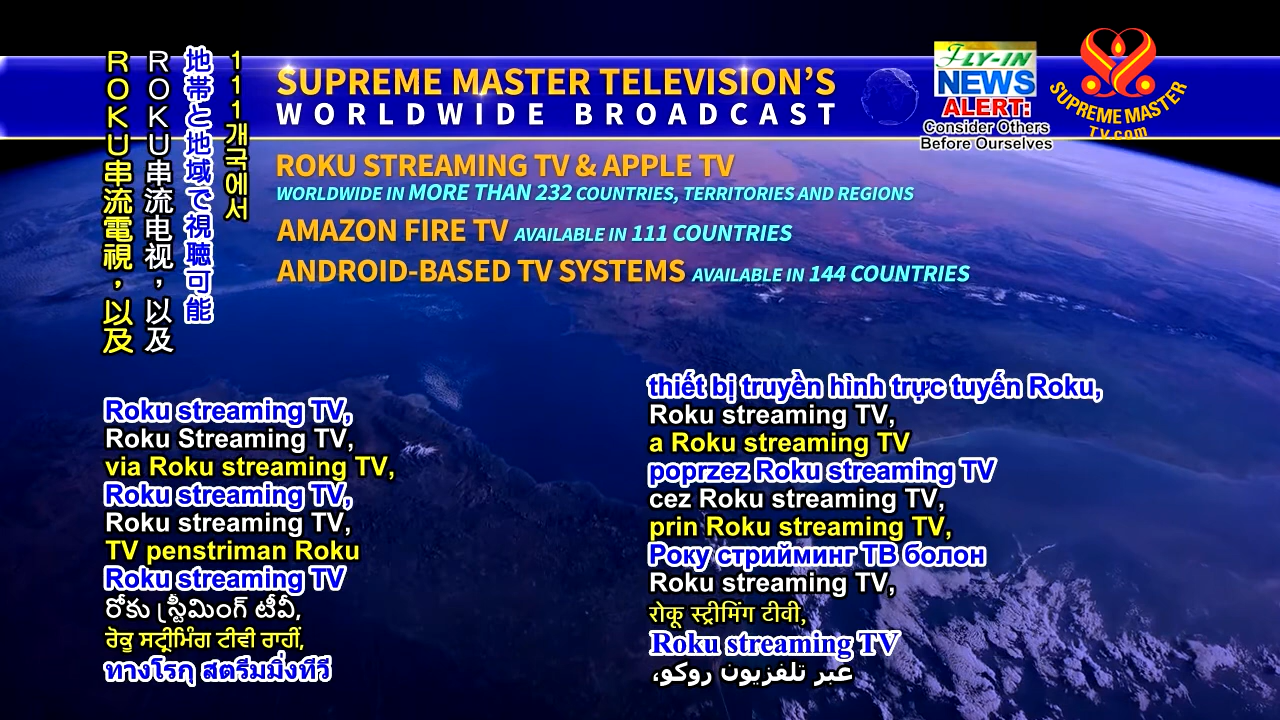 SUPREME MASTER TELEVISION'S
WORLDWIDE BROADCAST
FLY-IN
NEWS
ALERT:
Consider Others
Before Ourselves
SUPREME MASTER
TV.com
ROKU STREAMING TV & APPLE TV
WORLDWIDE IN MORE THAN 232 COUNTRIES, TERRITORIES AND REGIONS
AMAZON FIRE TV AVAILABLE IN 111 COUNTRIES
ANDROID-BASED TV SYSTEMS AVAILABLE IN 144 COUNTRIES
111개국에서
地帯と地域で視聴可能
ROKU串流电视，以及
ROKU串流電視，以及
Roku streaming TV,
Roku Streaming TV,
via Roku streaming TV,
Roku streaming TV,
Roku streaming TV,
TV penstriman Roku
Roku streaming TV
రోకు స్ట్రీమింగ్ టీవీ,
ਰੋਕੂ ਸਟ੍ਰੀਮਿੰਗ ਟੀਵੀ ਰਾਹੀਂ,
ทางโรกุ สตรีมมิ่งทีวี
thiết bị truyền hình trực tuyến Roku,
Roku streaming TV,
a Roku streaming TV
poprzez Roku streaming TV
cez Roku streaming TV,
prin Roku streaming TV,
Року стрийминг ТВ болон
Roku streaming TV,
रोकू स्ट्रीमिंग टीवी,
Roku streaming TV
عبر تلفزيون روكو،